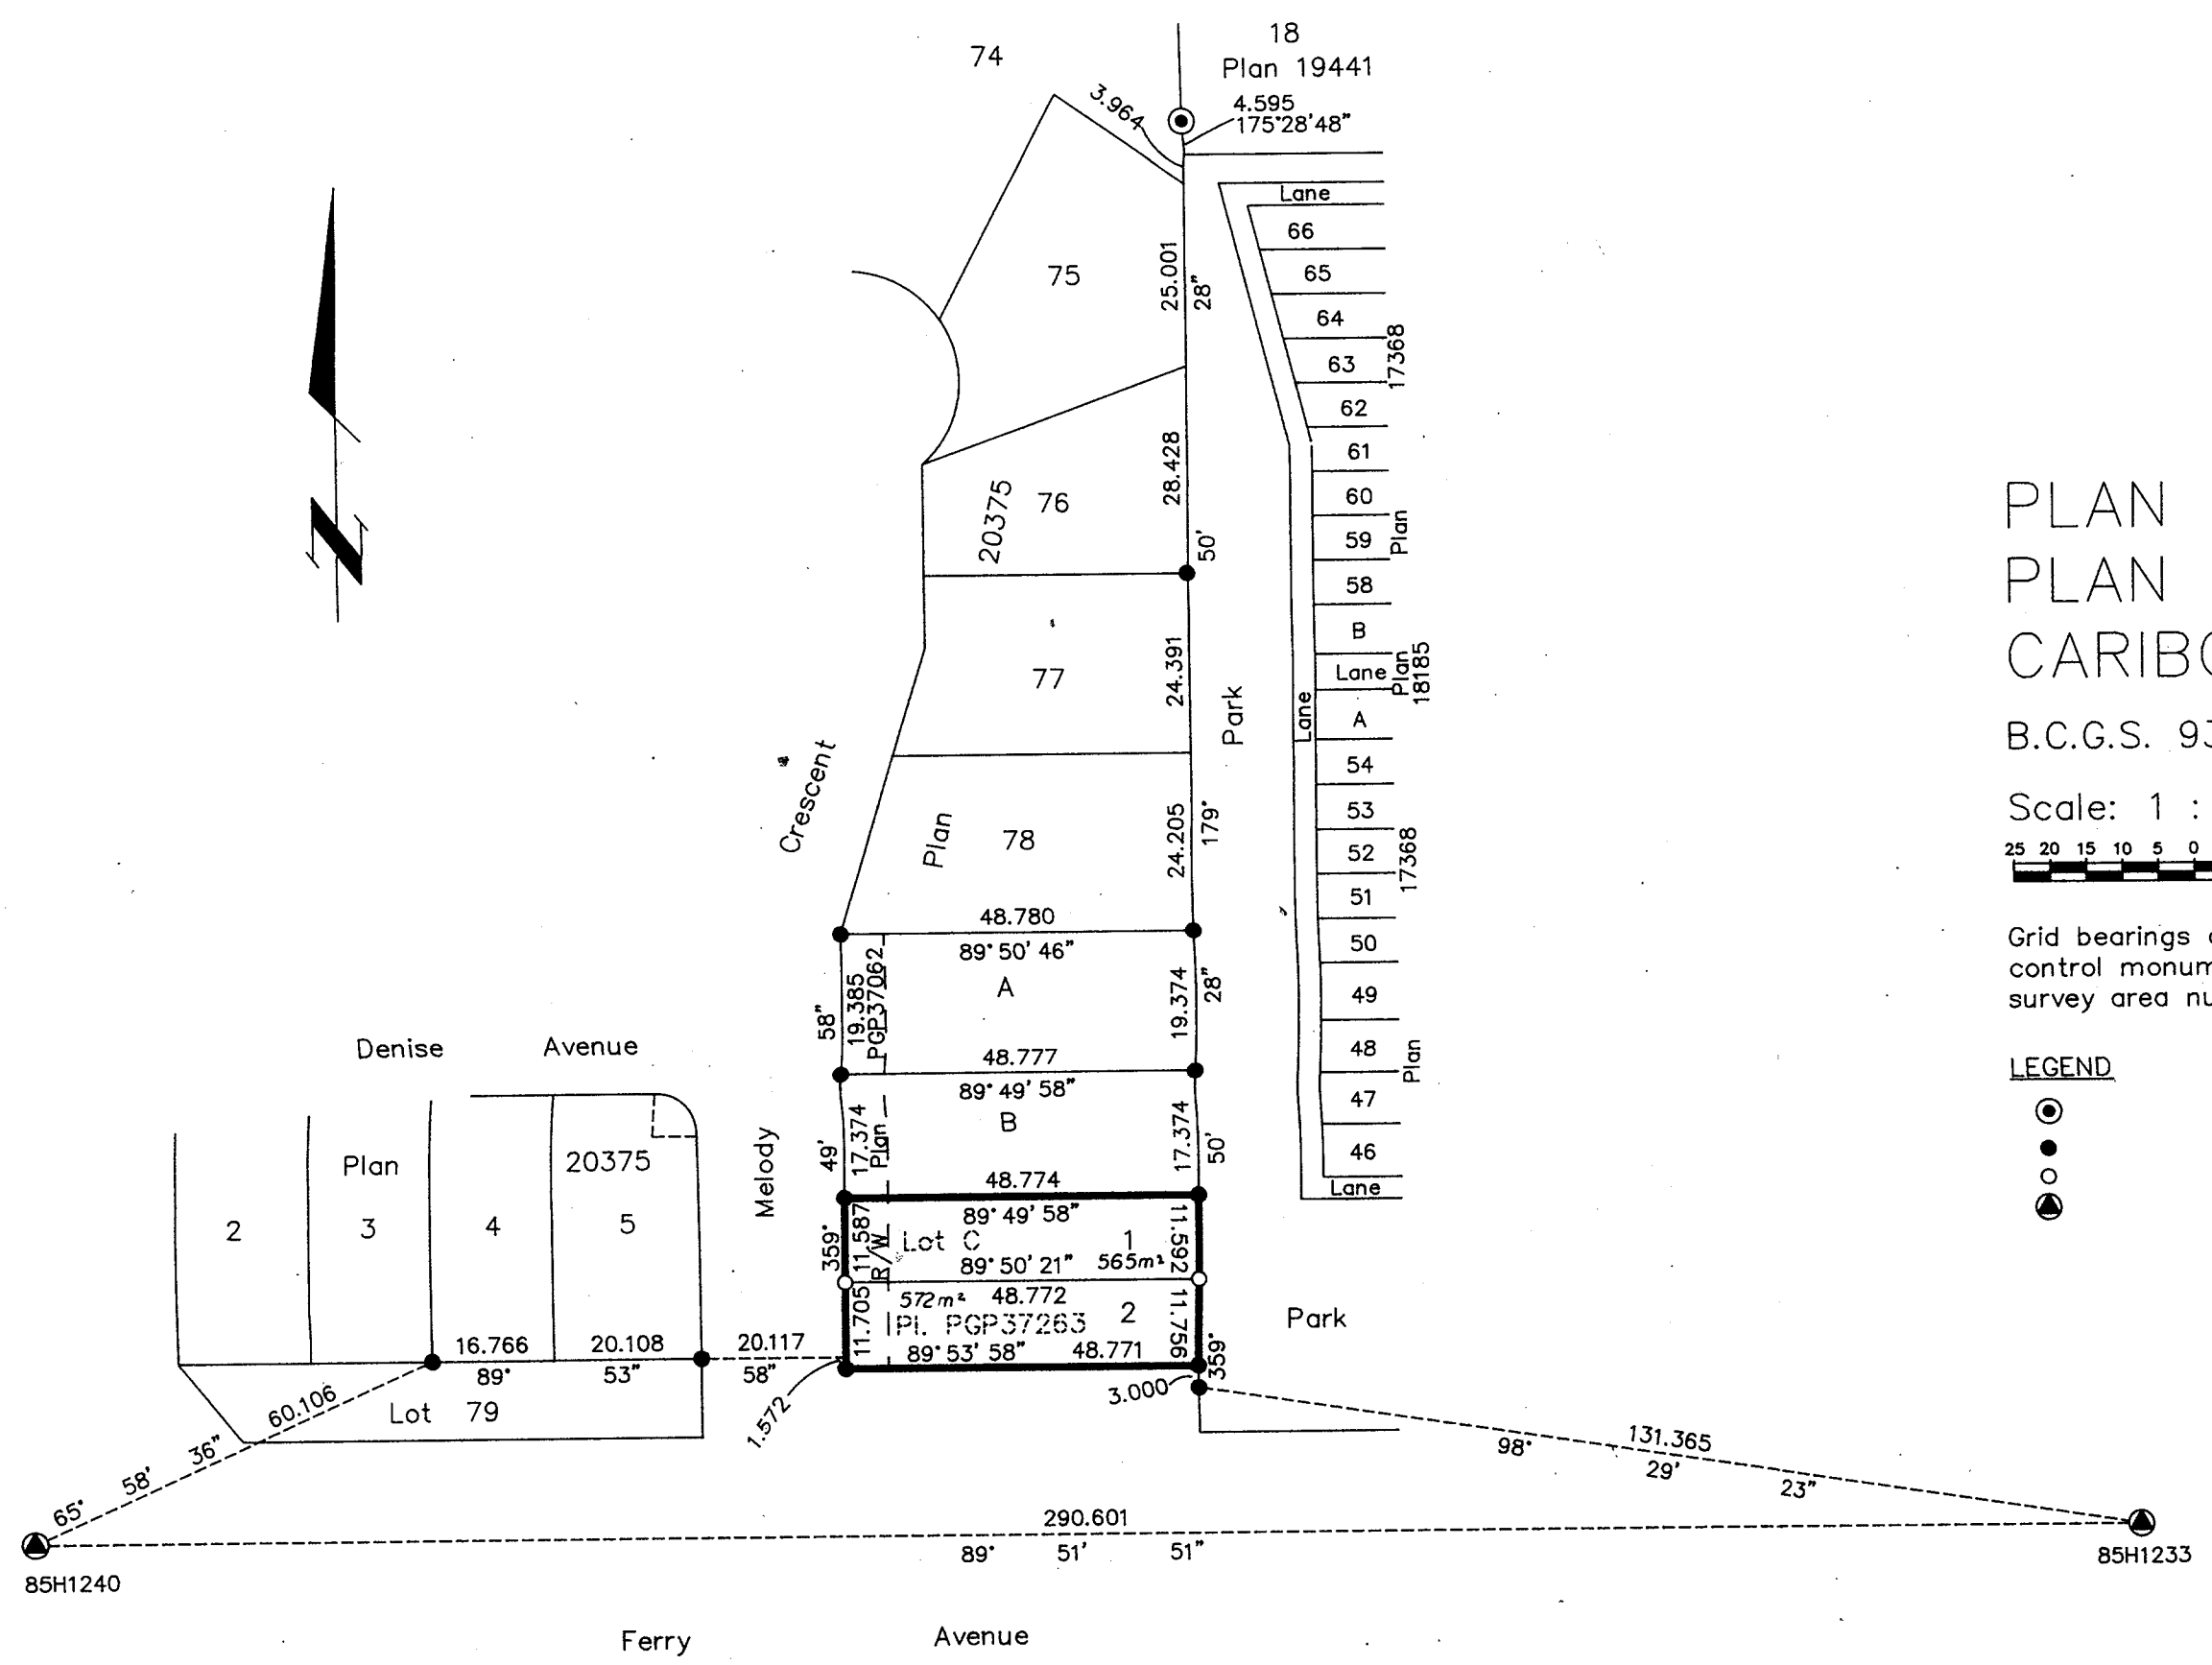 74
18
Plan 19441
3.964
4.595
175°28'48"
Lane
66
65
64
63
62
61
60
59
58
B
Lane
A
54
53
52
51
50
49
48
47
46
Lane
17368
Plan
Plan
18185
17368
Plan
Lane
Park
75
25.001
28"
28.428
76
20375
50'
77
24.391
Crescent
Plan
78
24.205
179°
48.780
89°50'46"
58"
19.385
PGP37062
A
19.374
28"
48.777
89°49'58"
49'
17.374
Plan
B
17.374
50'
48.774
89°49'58"
359°
11.587
R/W
Lot C
1
11.592
89°50'21"
565m²
572m²
48.772
11.705
Pl. PGP37263
2
11.756
89°53'58"
48.771
359°
3.000
1.572
Park
Denise Avenue
Melody
Plan 20375
2
3
4
5
16.766
20.108
20.117
89°
53"
58"
Lot 79
60.106
65° 58' 36"
131.365
98° 29' 23"
290.601
89° 51' 51"
85H1240
85H1233
Ferry Avenue
PLAN
PLAN
CARIBO
B.C.G.S. 93
Scale: 1 :
25 20 15 10 5 0
Grid bearings
control monum
survey area nu
LEGEND